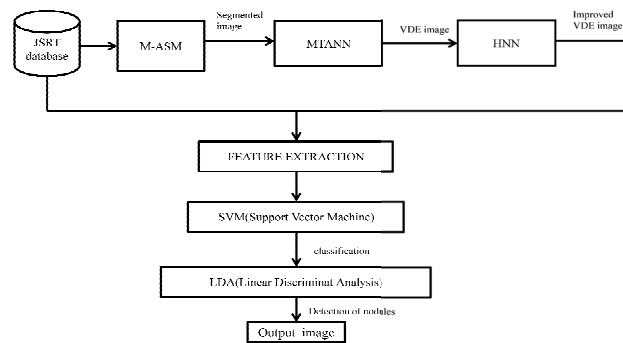 JSRT
database
M-ASM
Segmented
image
MTANN
VDE image
HNN
Improved
VDE image
FEATURE EXTRACTION
SVM(Support Vector Machine)
classification
LDA(Linear Discriminat Analysis)
Detection of nodules
Output image